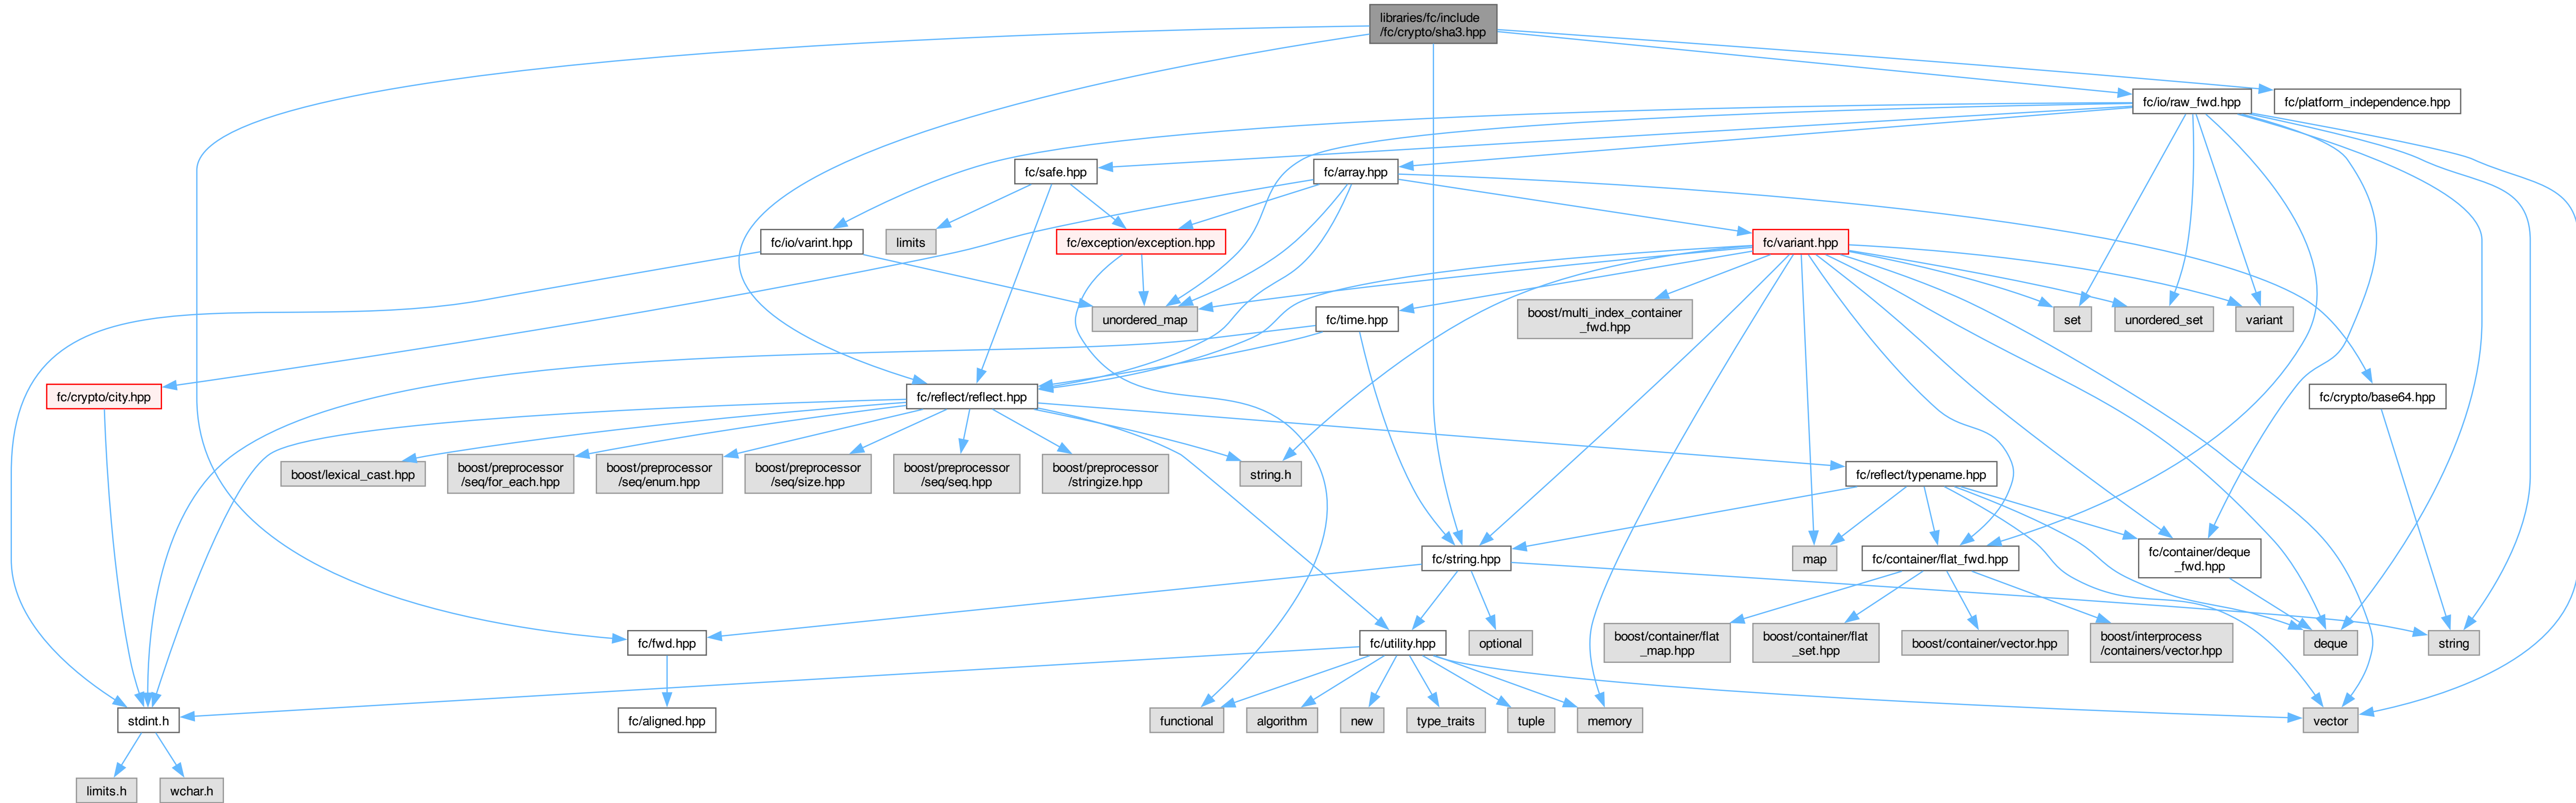 libraries/fc/include
/fc/crypto/sha3.hpp
fc/io/raw_fwd.hpp
fc/platform_independence.hpp
fc/safe.hpp
fc/array.hpp
fc/io/varint.hpp
limits
fc/exception/exception.hpp
fc/variant.hpp
unordered_map
fc/time.hpp
boost/multi_index_container
_fwd.hpp
set
unordered_set
variant
fc/crypto/city.hpp
fc/reflect/reflect.hpp
fc/crypto/base64.hpp
boost/lexical_cast.hpp
boost/preprocessor
/seq/for_each.hpp
boost/preprocessor
/seq/enum.hpp
boost/preprocessor
/seq/size.hpp
boost/preprocessor
/seq/seq.hpp
boost/preprocessor
/stringize.hpp
string.h
fc/reflect/typename.hpp
fc/string.hpp
map
fc/container/flat_fwd.hpp
fc/container/deque
_fwd.hpp
fc/fwd.hpp
fc/utility.hpp
optional
boost/container/flat
_map.hpp
boost/container/flat
_set.hpp
boost/container/vector.hpp
boost/interprocess
/containers/vector.hpp
deque
string
stdint.h
fc/aligned.hpp
functional
algorithm
new
type_traits
tuple
memory
vector
limits.h
wchar.h